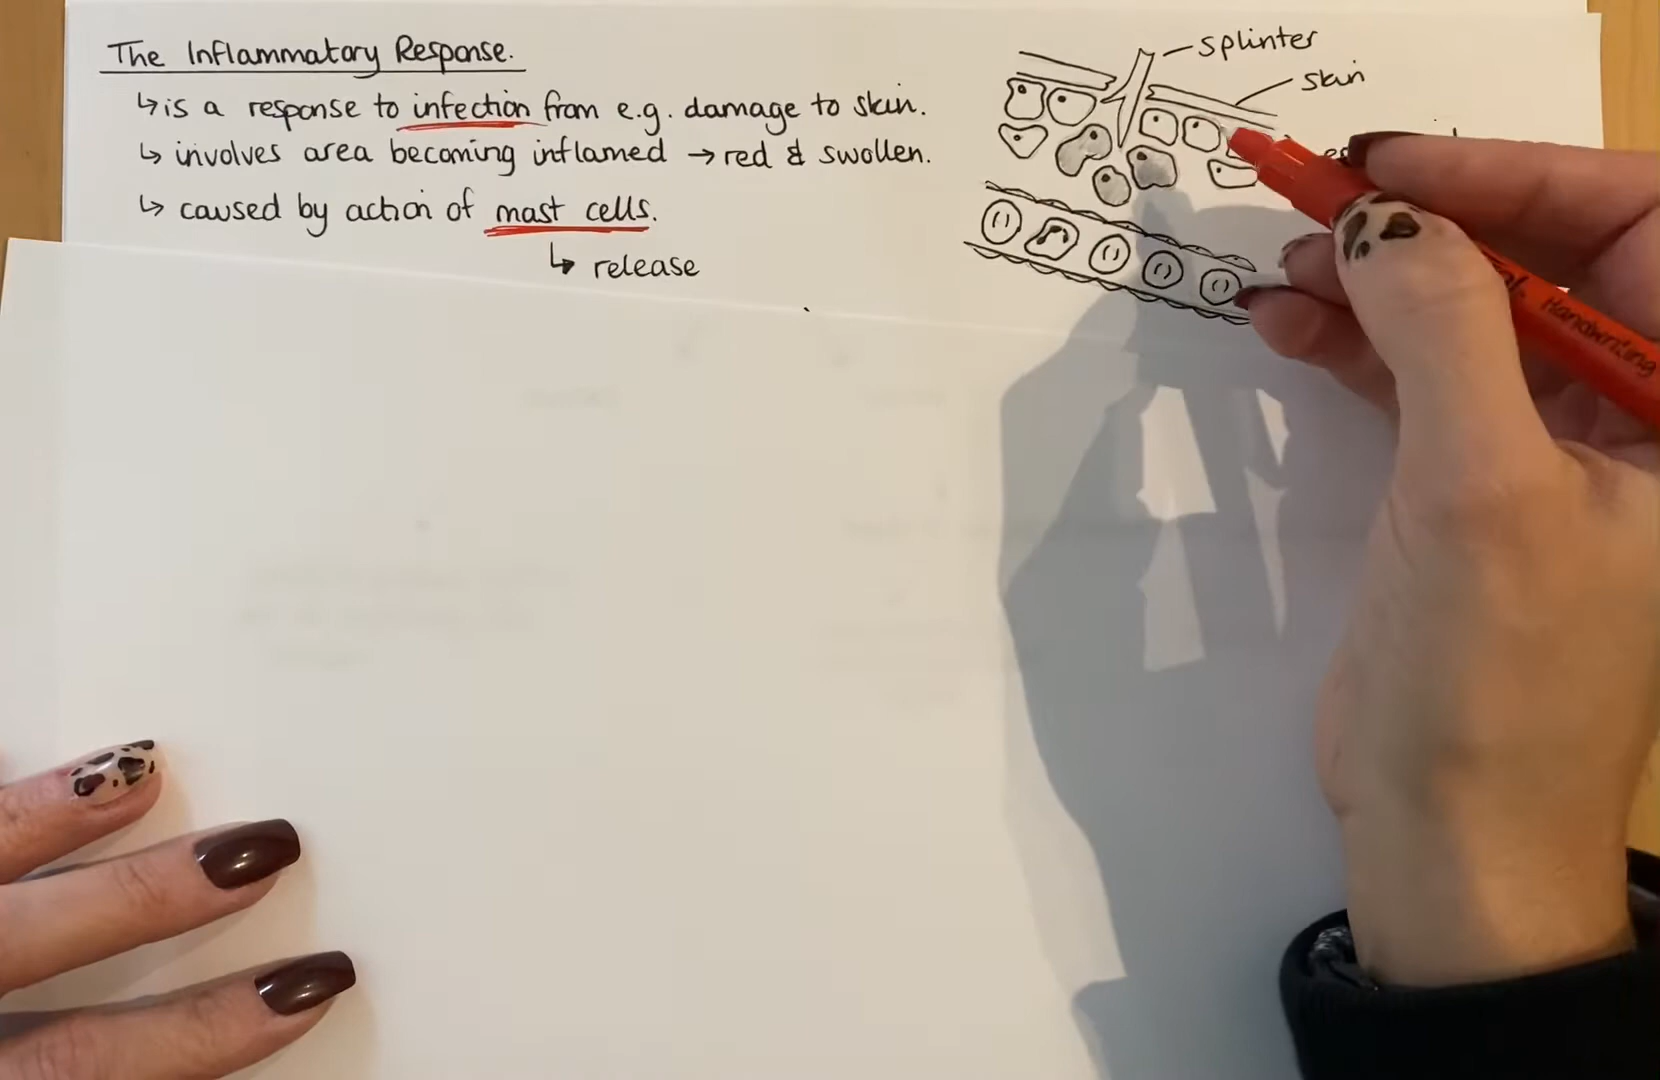 The Inflammatory Response.
↳ is a response to infection from e.g. damage to skin.
↳ involves area becoming inflamed → red & swollen.
↳ caused by action of mast cells.
↳ release
splinter
skin
Handwriting